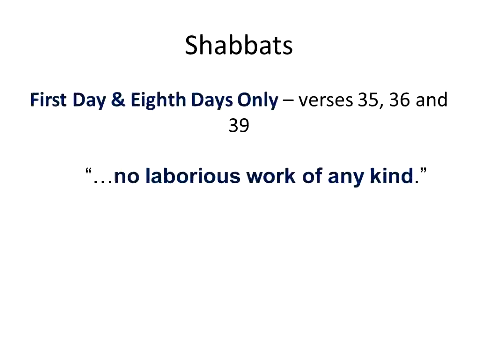 Shabbats
First Day & Eighth Days Only – verses 35, 36 and
39
“…no laborious work of any kind.”